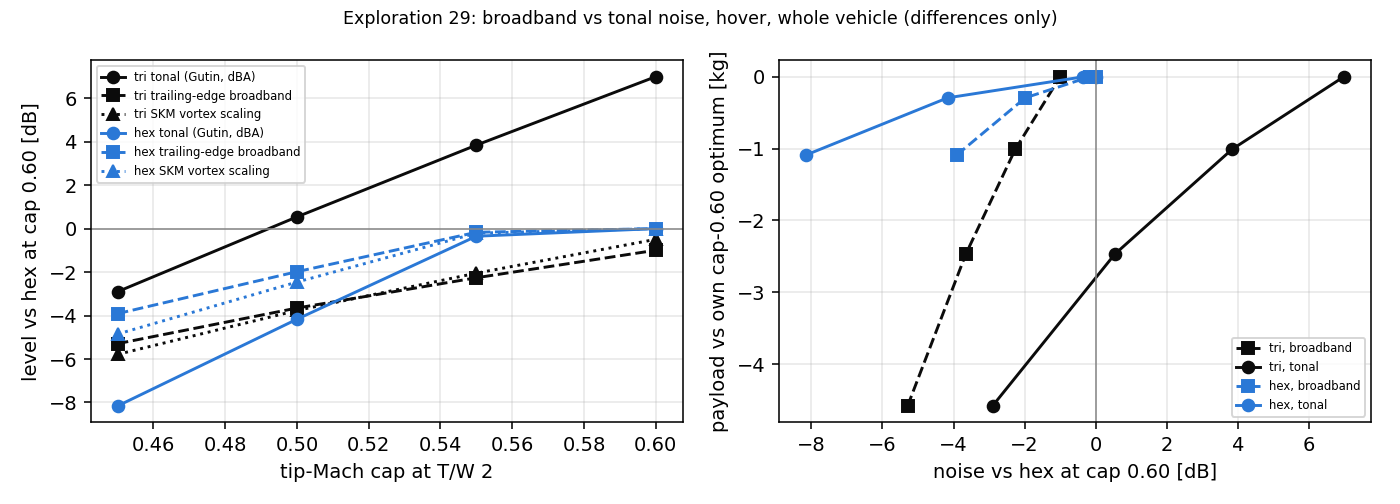 Exploration 29: broadband vs tonal noise, hover, whole vehicle (differences only)
level vs hex at cap 0.60 [dB]
6
4
2
0
−2
−4
−6
−8
tri tonal (Gutin, dBA)
tri trailing-edge broadband
tri SKM vortex scaling
hex tonal (Gutin, dBA)
hex trailing-edge broadband
hex SKM vortex scaling
0.46 0.48 0.50 0.52 0.54 0.56 0.58 0.60
tip-Mach cap at T/W 2
payload vs own cap-0.60 optimum [kg]
0
−1
−2
−3
−4
tri, broadband
tri, tonal
hex, broadband
hex, tonal
−8 −6 −4 −2 0 2 4 6
noise vs hex at cap 0.60 [dB]